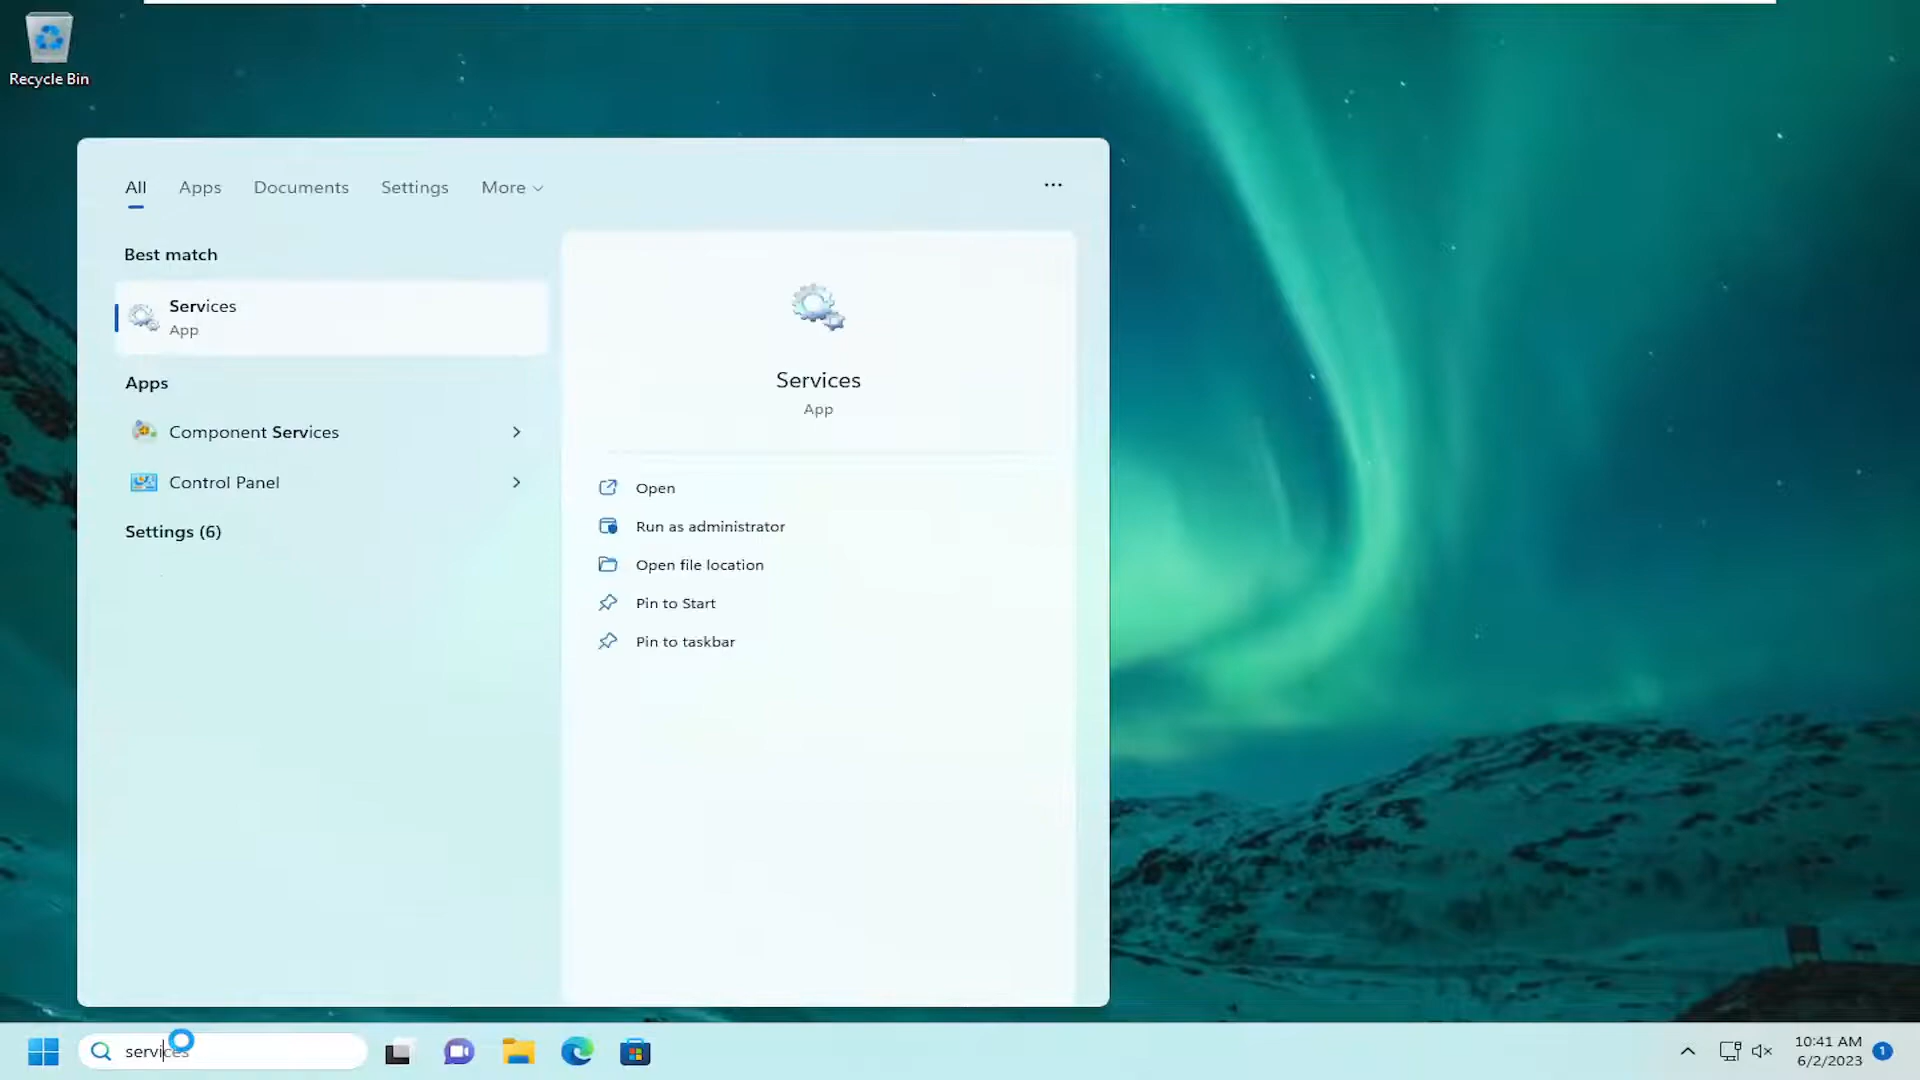 Recycle Bin
All Apps Documents Settings More
Best match
Services
App
Apps
Component Services
Control Panel
Settings (6)
Services
App
Open
Run as administrator
Open file location
Pin to Start
Pin to taskbar
services
10:41 AM
6/2/2023
1